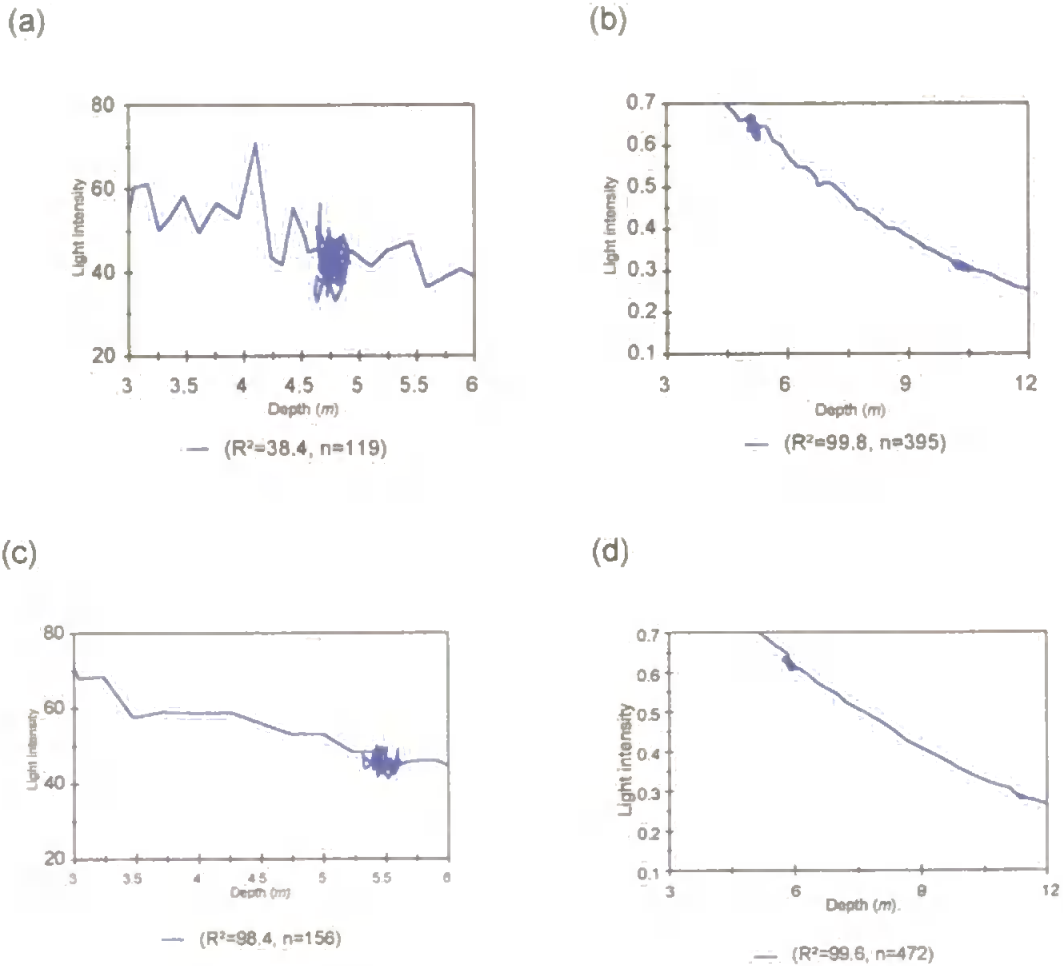 (a)
80
60
40
20
Light intensity
3 3.5 4 4.5 5 5.5 6
Depth (m)
(R²=38.4, n=119)
(b)
0.7
0.6
0.5
0.4
0.3
0.2
0.1
Light intensity
3 6 9 12
Depth (m)
(R²=99.8, n=395)
(c)
80
60
40
20
Light intensity
3 3.5 4 4.5 5 5.5 6
Depth (m)
(R²=98.4, n=156)
(d)
0.7
0.6
0.5
0.4
0.3
0.2
0.1
Light intensity
3 6 9 12
Depth (m).
(R²=99.6, n=472)